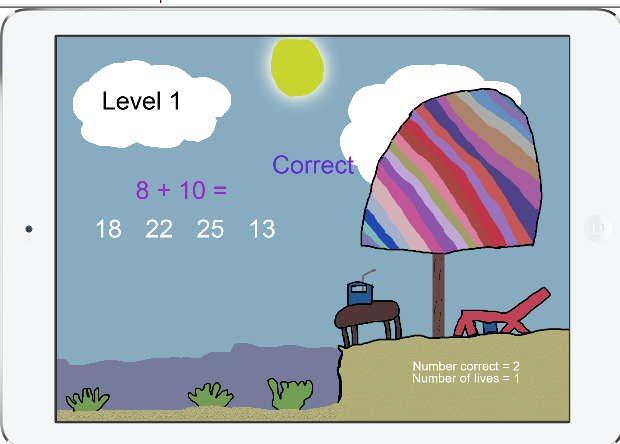 Level 1
Correct
8 + 10 =
18 22 25 13
Number correct = 2
Number of lives = 1